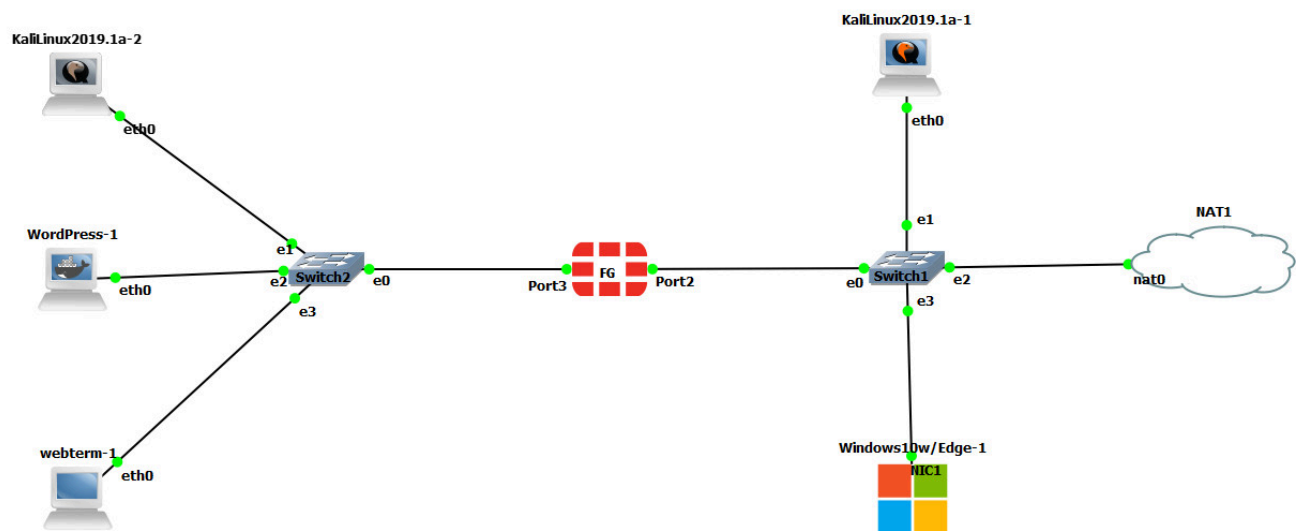 KaliLinux2019.1a-2
eth0
KaliLinux2019.1a-1
eth0
WordPress-1
eth0
e1
e2
Switch2
e0
e3
Port3
FG
Port2
e1
e0
Switch1
e2
e3
NAT1
nat0
webterm-1
eth0
Windows10w/Edge-1
NIC1